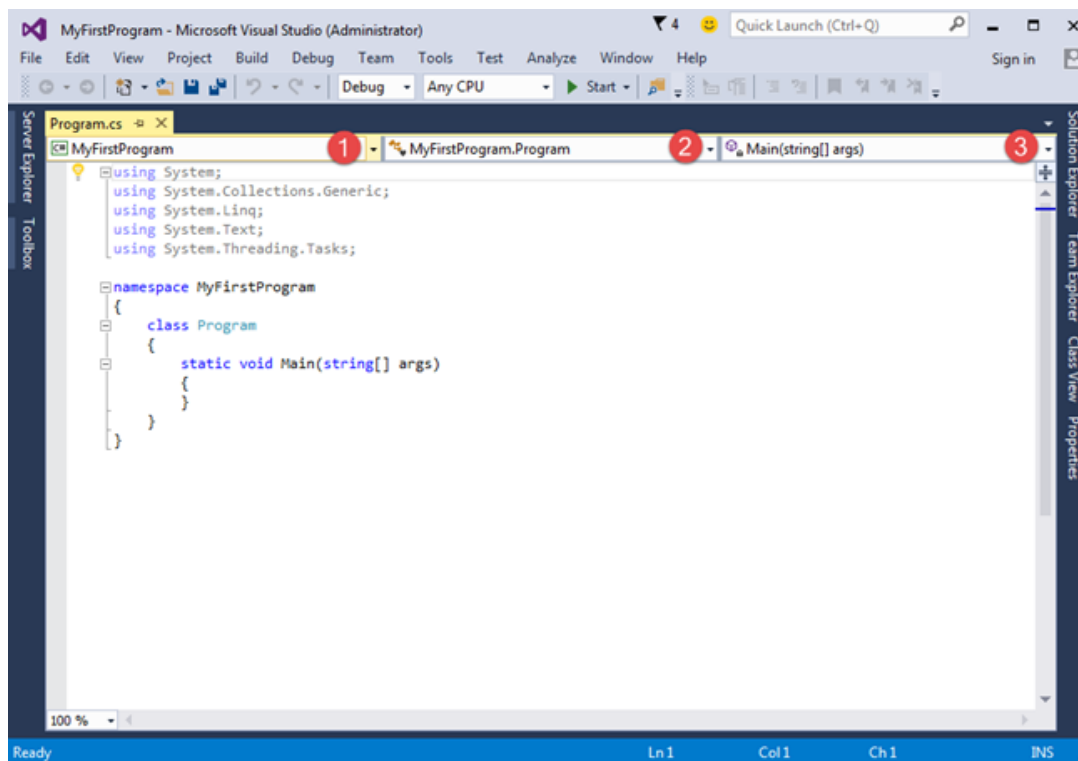 MyFirstProgram - Microsoft Visual Studio (Administrator) 4 Quick Launch (Ctrl+Q)
File Edit View Project Build Debug Team Tools Test Analyze Window Help Sign in
Debug Any CPU Start
Program.cs
C# MyFirstProgram 1 MyFirstProgram.Program 2 Main(string[] args) 3
using System;
using System.Collections.Generic;
using System.Linq;
using System.Text;
using System.Threading.Tasks;
namespace MyFirstProgram
{
class Program
{
static void Main(string[] args)
{
}
}
}
Server Explorer
Toolbox
Solution Explorer
Team Explorer
Class View
Properties
100 %
Ready Ln 1 Col 1 Ch 1 INS